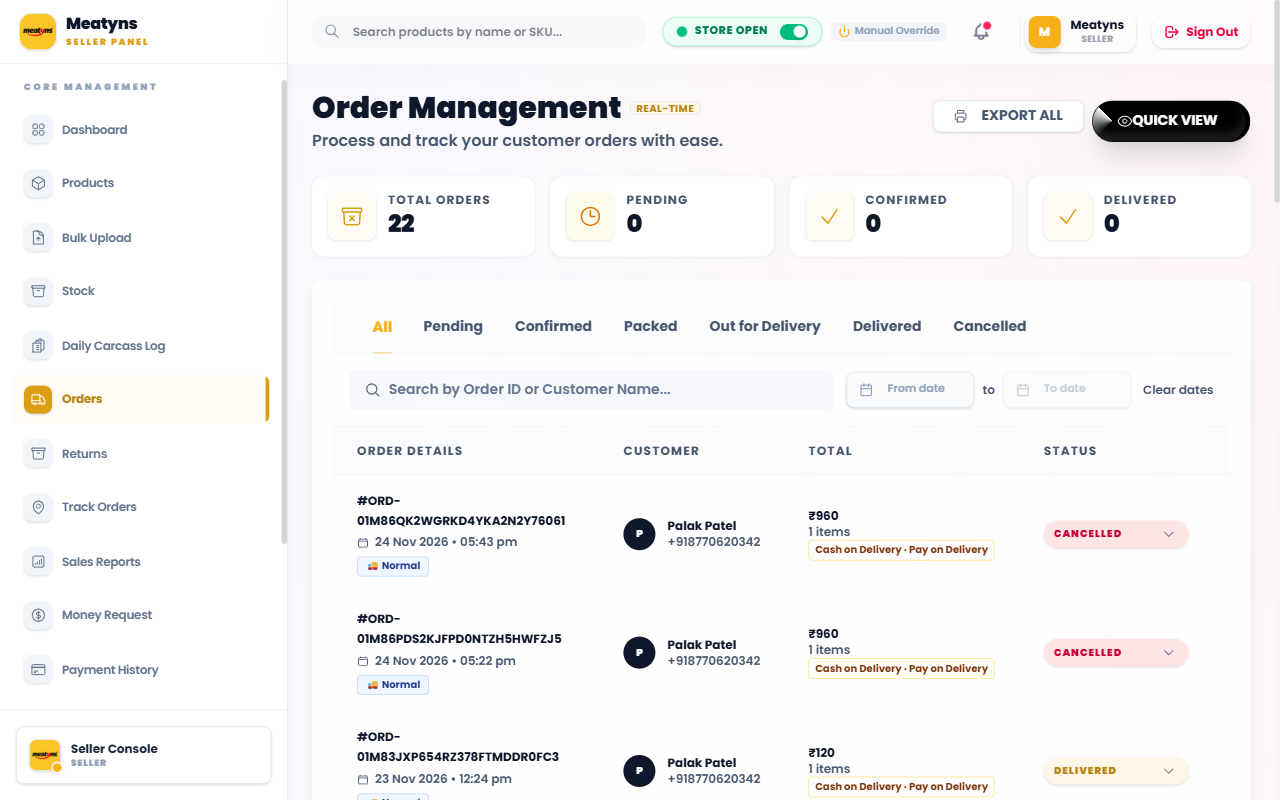 meatyns
Meatyns
SELLER PANEL
Search products by name or SKU...
STORE OPEN
Manual Override
M
Meatyns
SELLER
Sign Out
CORE MANAGEMENT
Dashboard
Products
Bulk Upload
Stock
Daily Carcass Log
Orders
Returns
Track Orders
Sales Reports
Money Request
Payment History
meatyns
Seller Console
SELLER
Order Management
REAL-TIME
Process and track your customer orders with ease.
EXPORT ALL
QUICK VIEW
TOTAL ORDERS
22
PENDING
0
CONFIRMED
0
DELIVERED
0
All Pending Confirmed Packed Out for Delivery Delivered Cancelled
Search by Order ID or Customer Name...
From date to To date Clear dates
ORDER DETAILS CUSTOMER TOTAL STATUS
#ORD-
01M86QK2WGRKD4YKA2N2Y76061
24 Nov 2026 • 05:43 pm
Normal
P
Palak Patel
+918770620342
₹960
1 items
Cash on Delivery · Pay on Delivery
CANCELLED
#ORD-
01M86PDS2KJFPD0NTZH5HWFZJ5
24 Nov 2026 • 05:22 pm
Normal
P
Palak Patel
+918770620342
₹960
1 items
Cash on Delivery · Pay on Delivery
CANCELLED
#ORD-
01M83JXP654RZ378FTMDDR0FC3
23 Nov 2026 • 12:24 pm
P
Palak Patel
+918770620342
₹120
1 items
Cash on Delivery · Pay on Delivery
DELIVERED